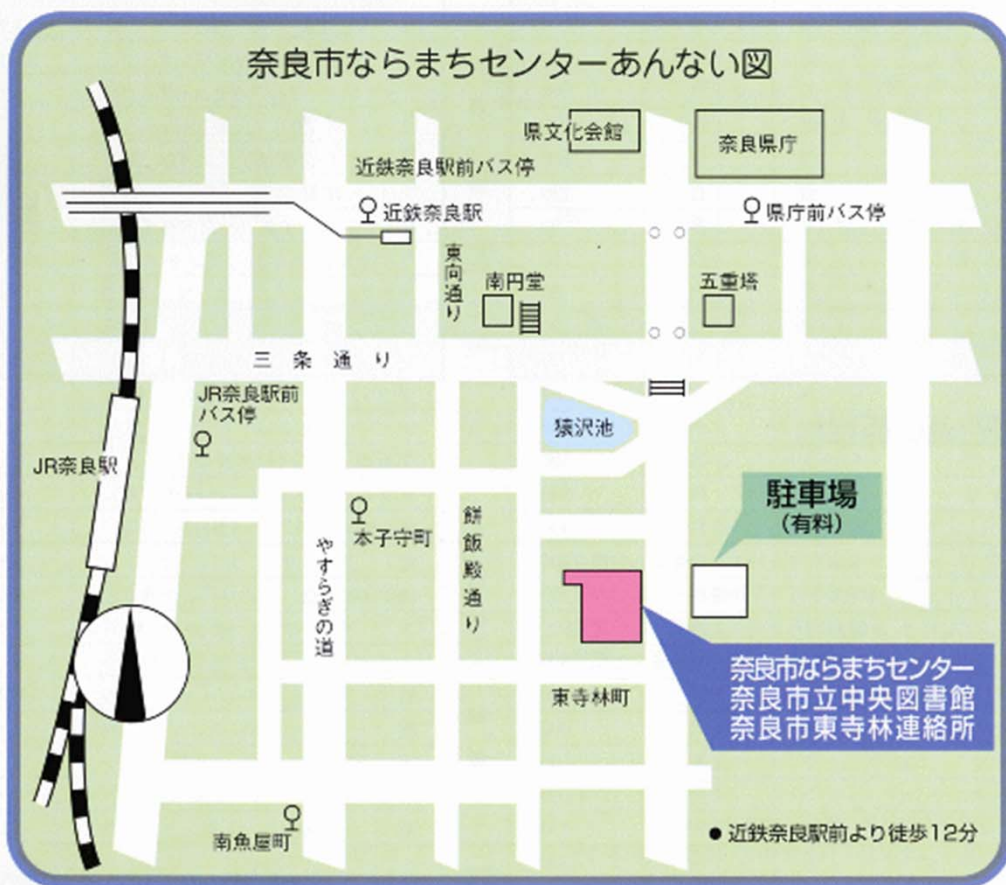 奈良市ならまちセンターあんない図
県文化会館
奈良県庁
近鉄奈良駅前バス停
近鉄奈良駅
県庁前バス停
東向通り
南円堂
五重塔
三条通り
JR奈良駅前
バス停
猿沢池
JR奈良駅
駐車場
(有料)
本子守町
餅飯殿通り
やすらぎの道
奈良市ならまちセンター
奈良市立中央図書館
奈良市東寺林連絡所
東寺林町
南魚屋町
●近鉄奈良駅前より徒歩12分